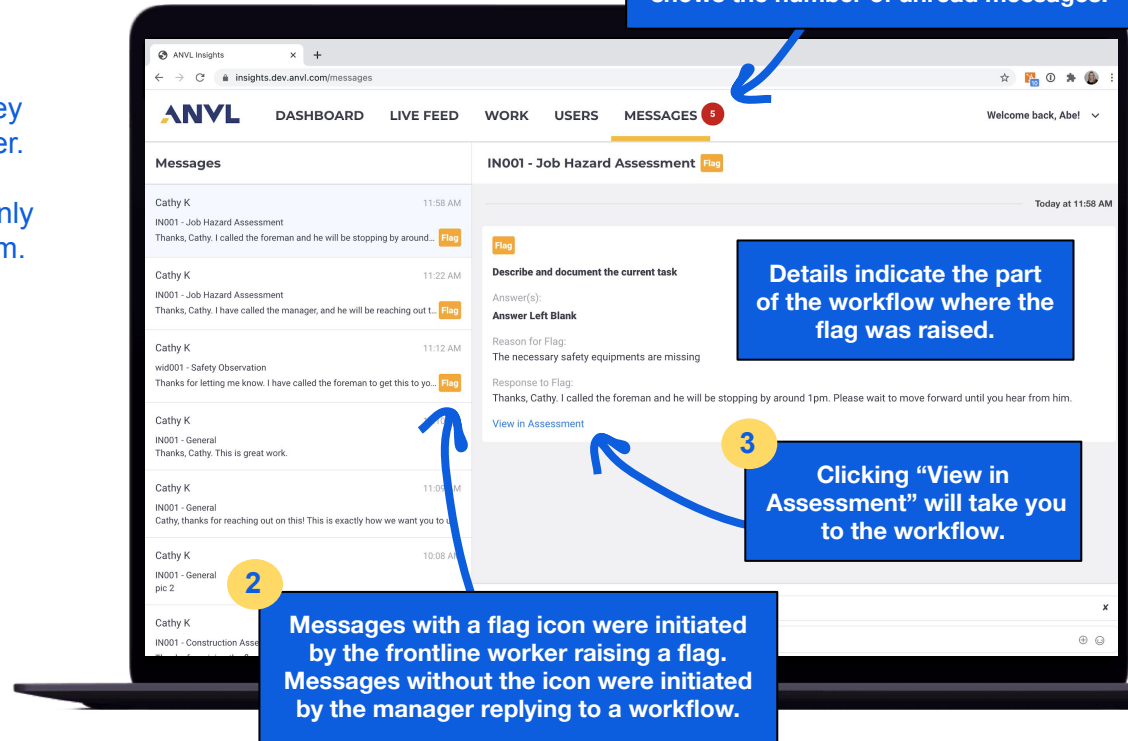 shows the number of unread messages.
ANVL Insights
insights.dev.anvl.com/messages
ANVL DASHBOARD LIVE FEED WORK USERS MESSAGES 5 Welcome back, Abe!
Messages
IN001 - Job Hazard Assessment Flag
Cathy K 11:58 AM
IN001 - Job Hazard Assessment
Thanks, Cathy. I called the foreman and he will be stopping by around... Flag
Cathy K 11:22 AM
IN001 - Job Hazard Assessment
Thanks, Cathy. I have called the manager, and he will be reaching out t... Flag
Cathy K 11:12 AM
wid001 - Safety Observation
Thanks for letting me know. I have called the foreman to get this to yo... Flag
Cathy K
IN001 - General
Thanks, Cathy. This is great work.
Cathy K 11:09 AM
IN001 - General
Cathy, thanks for reaching out on this! This is exactly how we want you to
Cathy K 10:08 AM
IN001 - General
pic 2
Cathy K
IN001 - Construction
Today at 11:58 AM
Flag
Describe and document the current task
Answer(s):
Answer Left Blank
Reason for Flag:
The necessary safety equipments are missing
Response to Flag:
Thanks, Cathy. I called the foreman and he will be stopping by around 1pm. Please wait to move forward until you hear from him.
View in Assessment
Details indicate the part
of the workflow where the
flag was raised.
3
Clicking “View in
Assessment” will take you
to the workflow.
2
Messages with a flag icon were initiated
by the frontline worker raising a flag.
Messages without the icon were initiated
by the manager replying to a workflow.